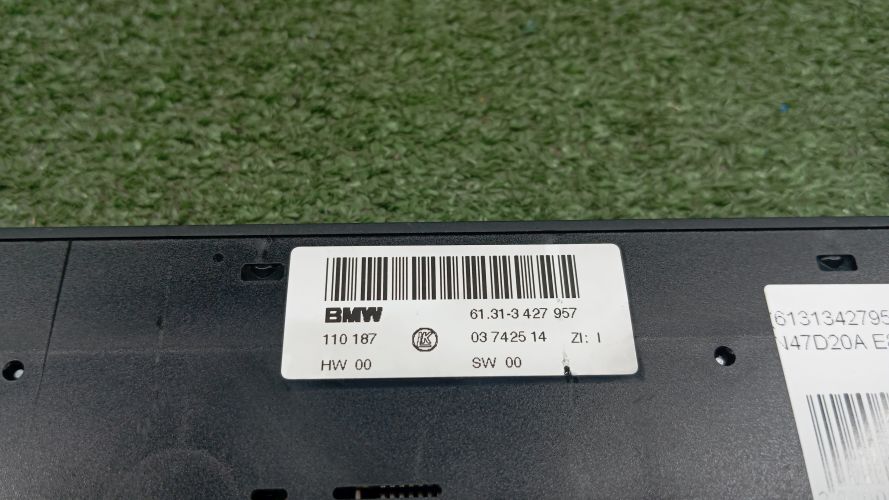 BMW 61.31-3 427 957
110 187 LK 03 7425 14 ZI: I
HW 00 SW 00
6131342795
N47D20A E8